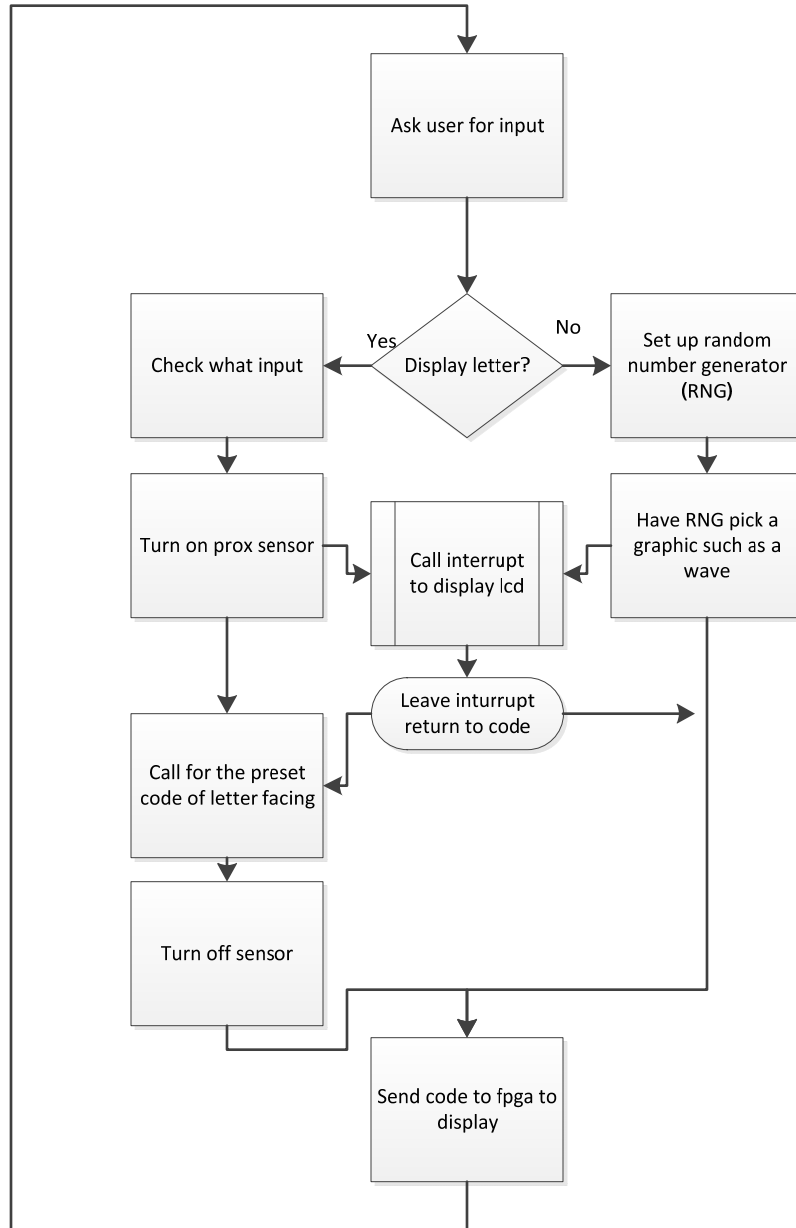 Ask user for input
Yes
No
Check what input
Display letter?
Set up random
number generator
(RNG)
Turn on prox sensor
Call interrupt
to display lcd
Have RNG pick a
graphic such as a
wave
Leave inturrupt
return to code
Call for the preset
code of letter facing
Turn off sensor
Send code to fpga to
display